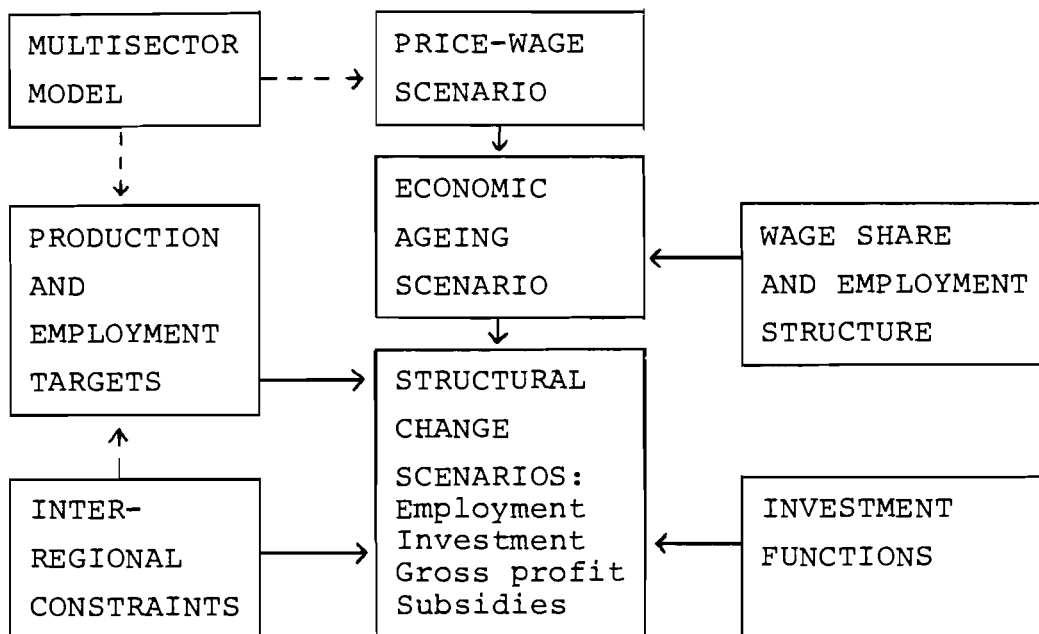 MULTISECTOR
MODEL
PRICE-WAGE
SCENARIO
ECONOMIC
AGEING
SCENARIO
PRODUCTION
AND
EMPLOYMENT
TARGETS
WAGE SHARE
AND EMPLOYMENT
STRUCTURE
STRUCTURAL
CHANGE
SCENARIOS:
Employment
Investment
Gross profit
Subsidies
INTER-
REGIONAL
CONSTRAINTS
INVESTMENT
FUNCTIONS